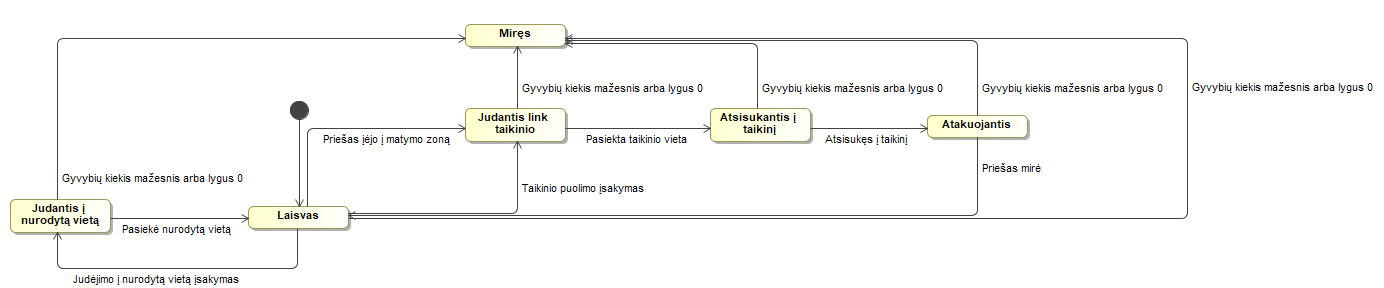 Miręs
Gyvybių kiekis mažesnis arba lygus 0
Gyvybių kiekis mažesnis arba lygus 0
Gyvybių kiekis mažesnis arba lygus 0
Gyvybių kiekis mažesnis arba lygus 0
Judantis link
taikinio
Atsisukantis į
taikinį
Atakuojantis
Priešas įėjo į matymo zoną
Pasiekta taikinio vieta
Atsisukęs į taikinį
Priešas mirė
Gyvybių kiekis mažesnis arba lygus 0
Taikinio puolimo įsakymas
Judantis į
nurodytą vietą
Laisvas
Pasiekė nurodytą vietą
Judėjimo į nurodytą vietą įsakymas